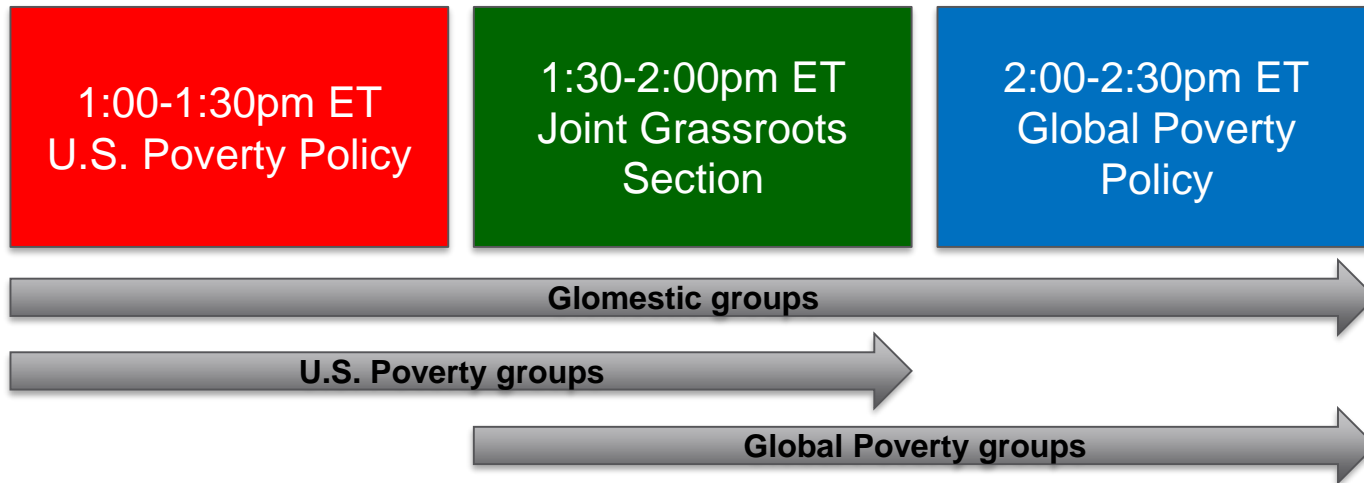 1:00-1:30pm ET
U.S. Poverty Policy
1:30-2:00pm ET
Joint Grassroots
Section
2:00-2:30pm ET
Global Poverty
Policy
Glomestic groups
U.S. Poverty groups
Global Poverty groups